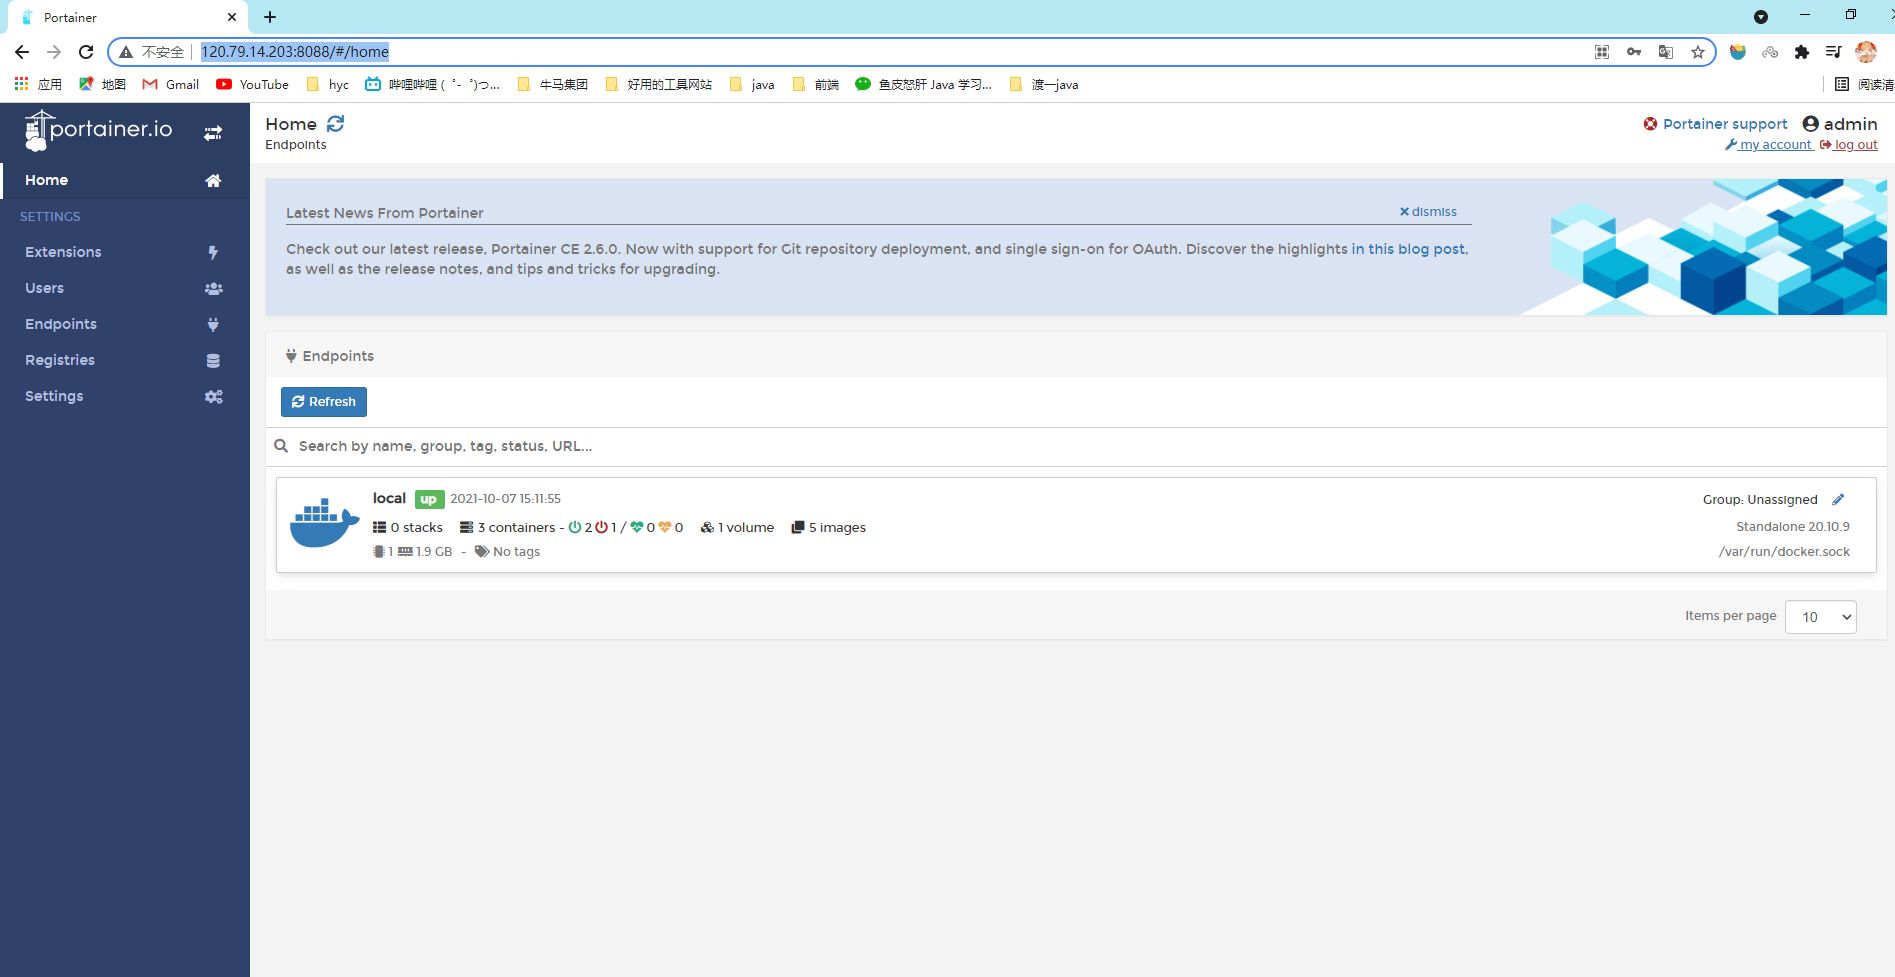 Portainer
不安全 120.79.14.203:8088/#/home
应用 地图 Gmail YouTube hyc 哔哩哔哩 ( ゜- ゜)つ... 牛马集团 好用的工具网站 java 前端 鱼皮怒肝 Java 学习... 渡一java 阅读清
portainer.io
Home
SETTINGS
Extensions
Users
Endpoints
Registries
Settings
Home
Endpoints
Portainer support admin
my account log out
Latest News From Portainer dismiss
Check out our latest release, Portainer CE 2.6.0. Now with support for Git repository deployment, and single sign-on for OAuth. Discover the highlights in this blog post,
as well as the release notes, and tips and tricks for upgrading.
Endpoints
Refresh
Search by name, group, tag, status, URL...
local up 2021-10-07 15:11:55 Group: Unassigned
0 stacks 3 containers - 2 1 / 0 0 1 volume 5 images Standalone 20.10.9
1 1.9 GB - No tags /var/run/docker.sock
Items per page 10